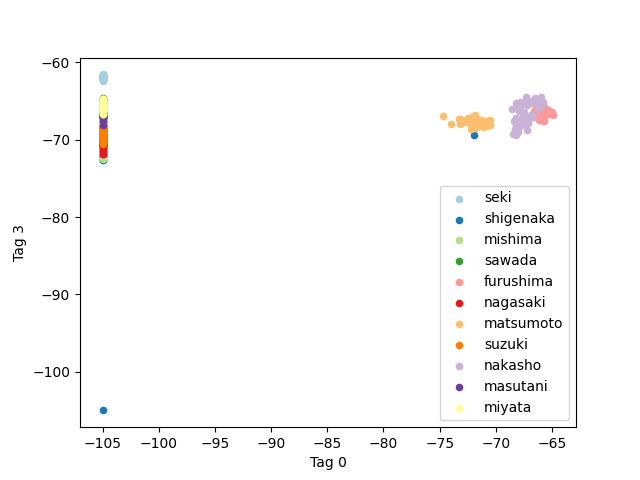 −60
−70
−80
−90
−100
Tag 3
−105 −100 −95 −90 −85 −80 −75 −70 −65
Tag 0
seki
shigenaka
mishima
sawada
furushima
nagasaki
matsumoto
suzuki
nakasho
masutani
miyata